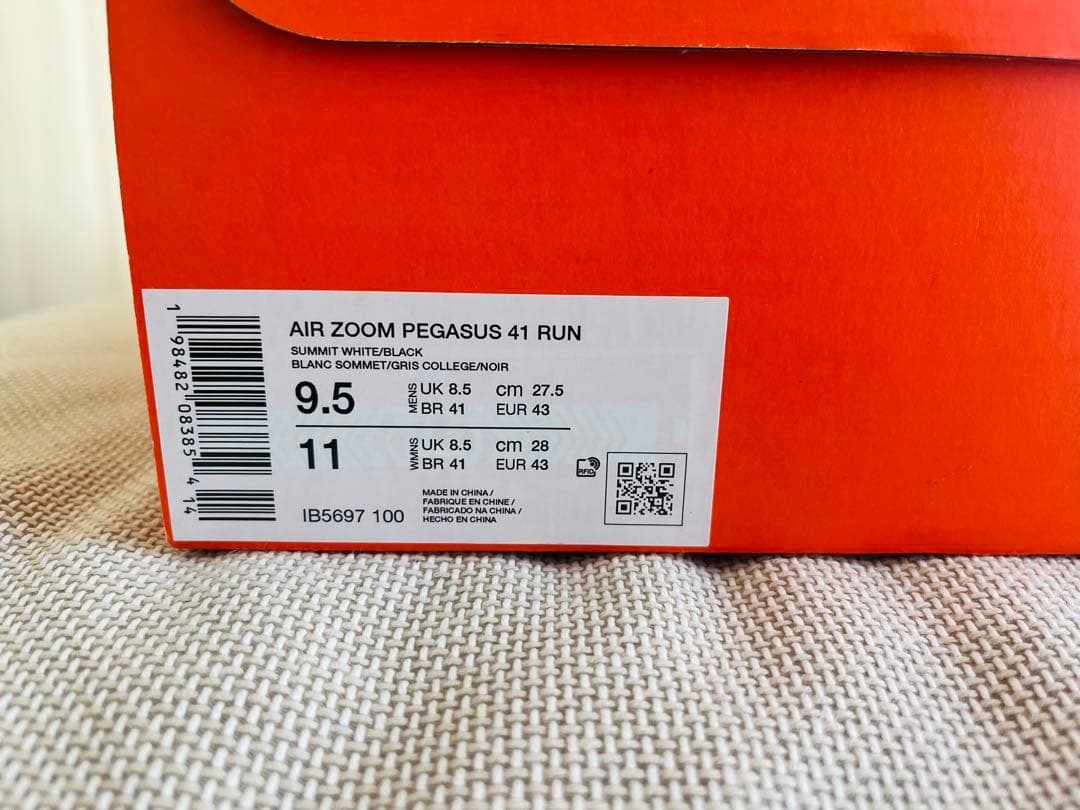 AIR ZOOM PEGASUS 41 RUN
SUMMIT WHITE/BLACK
BLANC SOMMET/GRIS COLLEGE/NOIR
9.5 MENS UK 8.5 cm 27.5
BR 41 EUR 43
11 WMNS UK 8.5 cm 28
BR 41 EUR 43
RFID
IB5697 100
MADE IN CHINA /
FABRIQUE EN CHINE /
FABRICADO NA CHINA /
HECHO EN CHINA
1 98482 08385 4 14